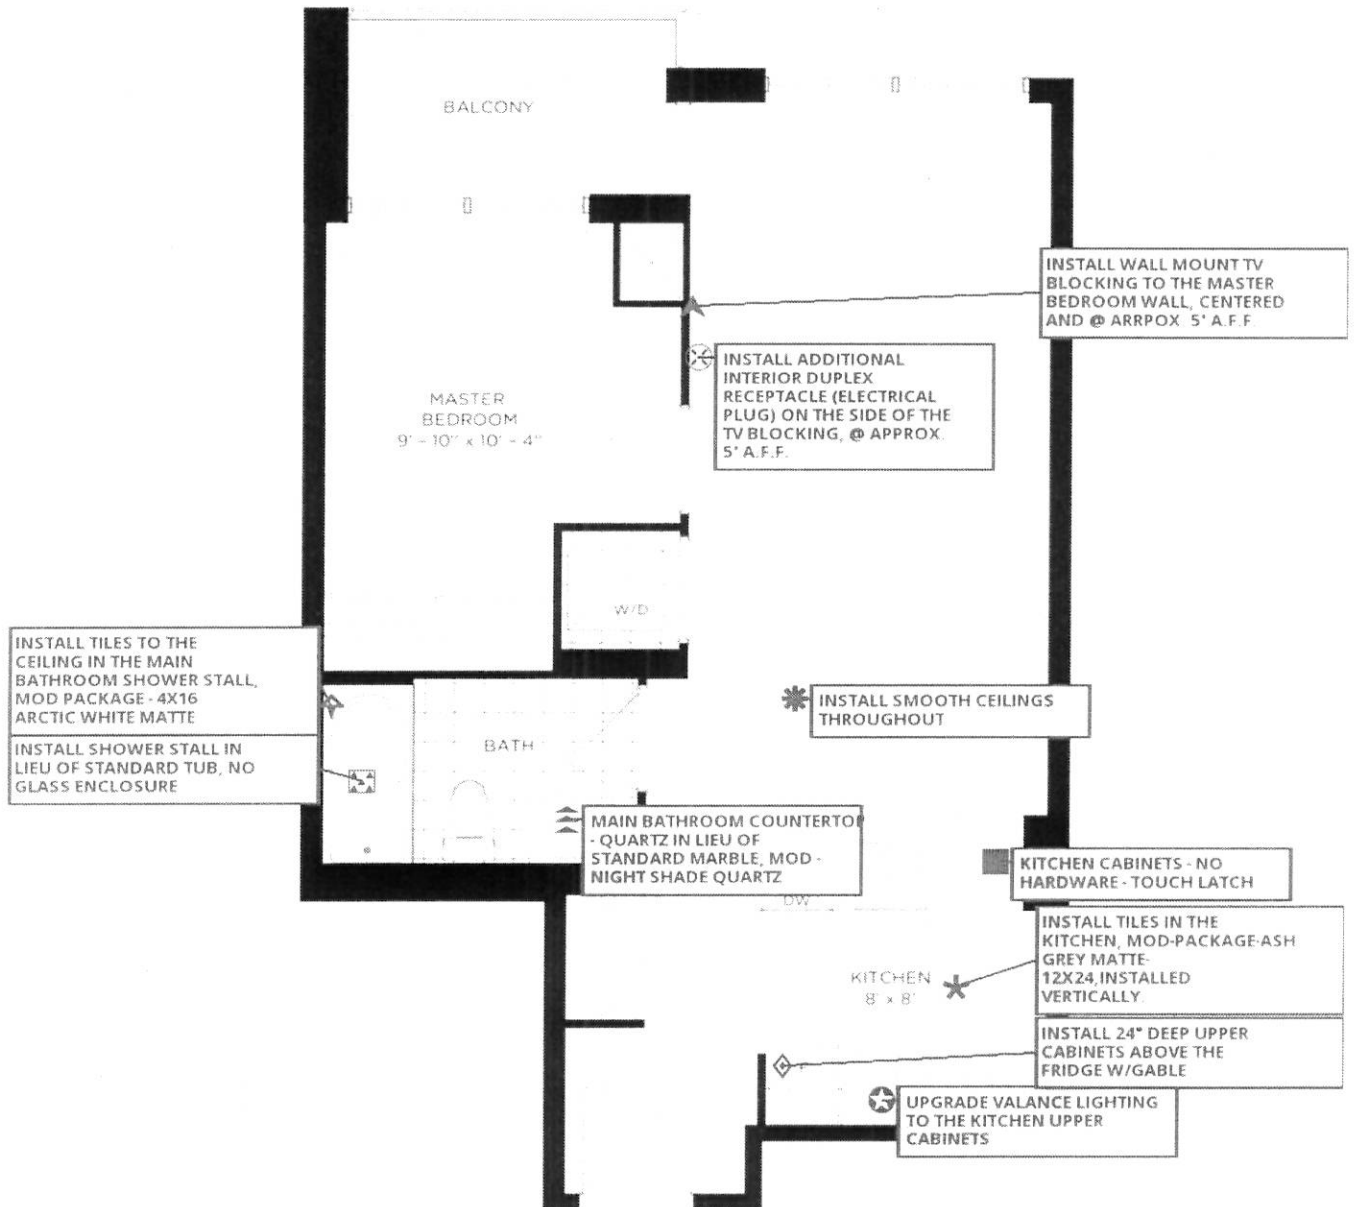 BALCONY
INSTALL WALL MOUNT TV
BLOCKING TO THE MASTER
BEDROOM WALL, CENTERED
AND @ ARRPOX 5' A.F.F
INSTALL ADDITIONAL
INTERIOR DUPLEX
RECEPTACLE (ELECTRICAL
PLUG) ON THE SIDE OF THE
TV BLOCKING, @ APPROX.
5' A.F.F.
MASTER
BEDROOM
9' - 10" x 10' - 4"
W/D
INSTALL TILES TO THE
CEILING IN THE MAIN
BATHROOM SHOWER STALL,
MOD PACKAGE - 4X16
ARCTIC WHITE MATTE
INSTALL SHOWER STALL IN
LIEU OF STANDARD TUB, NO
GLASS ENCLOSURE
BATH
INSTALL SMOOTH CEILINGS
THROUGHOUT
MAIN BATHROOM COUNTERTOP
- QUARTZ IN LIEU OF
STANDARD MARBLE, MOD -
NIGHT SHADE QUARTZ
KITCHEN CABINETS - NO
HARDWARE - TOUCH LATCH
DW
INSTALL TILES IN THE
KITCHEN, MOD-PACKAGE-ASH
GREY MATTE-
12X24,INSTALLED
VERTICALLY.
KITCHEN
8' x 8'
INSTALL 24" DEEP UPPER
CABINETS ABOVE THE
FRIDGE W/GABLE
UPGRADE VALANCE LIGHTING
TO THE KITCHEN UPPER
CABINETS